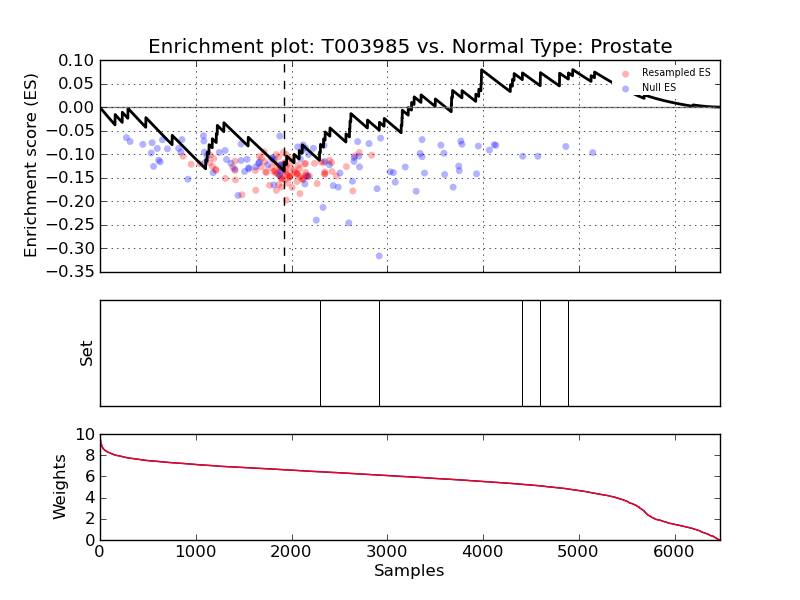 Enrichment plot: T003985 vs. Normal Type: Prostate
Enrichment score (ES)
0.10
0.05
0.00
−0.05
−0.10
−0.15
−0.20
−0.25
−0.30
−0.35
Resampled ES
Null ES
Set
Weights
10
8
6
4
2
0
0 1000 2000 3000 4000 5000 6000
Samples